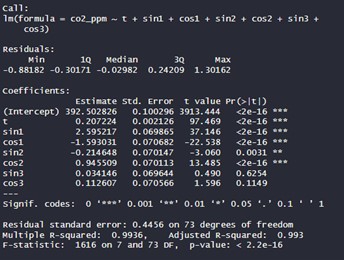 Call:
lm(formula = co2_ppm ~ t + sin1 + cos1 + sin2 + cos2 + sin3 +
cos3)
Residuals:
Min 1Q Median 3Q Max
-0.88182 -0.30171 -0.02982 0.24209 1.30162
Coefficients:
Estimate Std. Error t value Pr(>|t|)
(Intercept) 392.502826 0.100296 3913.444 <2e-16 ***
t 0.207224 0.002126 97.469 <2e-16 ***
sin1 2.595217 0.069865 37.146 <2e-16 ***
cos1 -1.593031 0.070682 -22.538 <2e-16 ***
sin2 -0.214648 0.070147 -3.060 0.0031 **
cos2 0.945509 0.070113 13.485 <2e-16 ***
sin3 0.034146 0.069644 0.490 0.6254
cos3 0.112607 0.070566 1.596 0.1149
---
Signif. codes: 0 '***' 0.001 '**' 0.01 '*' 0.05 '.' 0.1 ' ' 1
Residual standard error: 0.4456 on 73 degrees of freedom
Multiple R-squared: 0.9936, Adjusted R-squared: 0.993
F-statistic: 1616 on 7 and 73 DF, p-value: < 2.2e-16